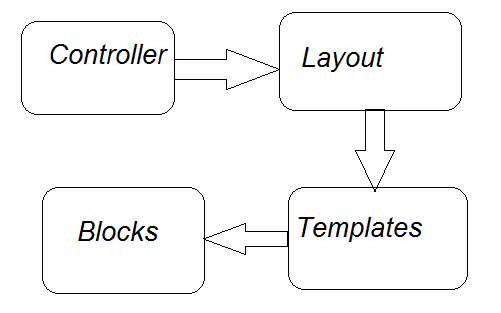 Controller
Layout
Templates
Blocks